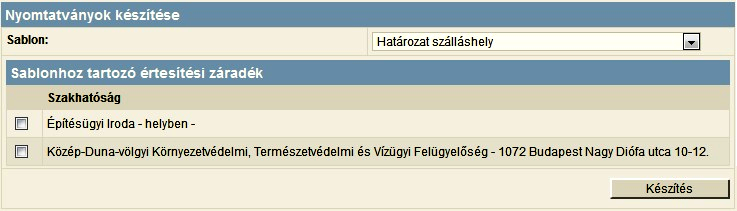 Nyomtatványok készítése
Sablon: Határozat szálláshely
Sablonhoz tartozó értesítési záradék
Szakhatóság
Építésügyi Iroda - helyben -
Közép-Duna-völgyi Környezetvédelmi, Természetvédelmi és Vízügyi Felügyelőség - 1072 Budapest Nagy Diófa utca 10-12.
Készítés